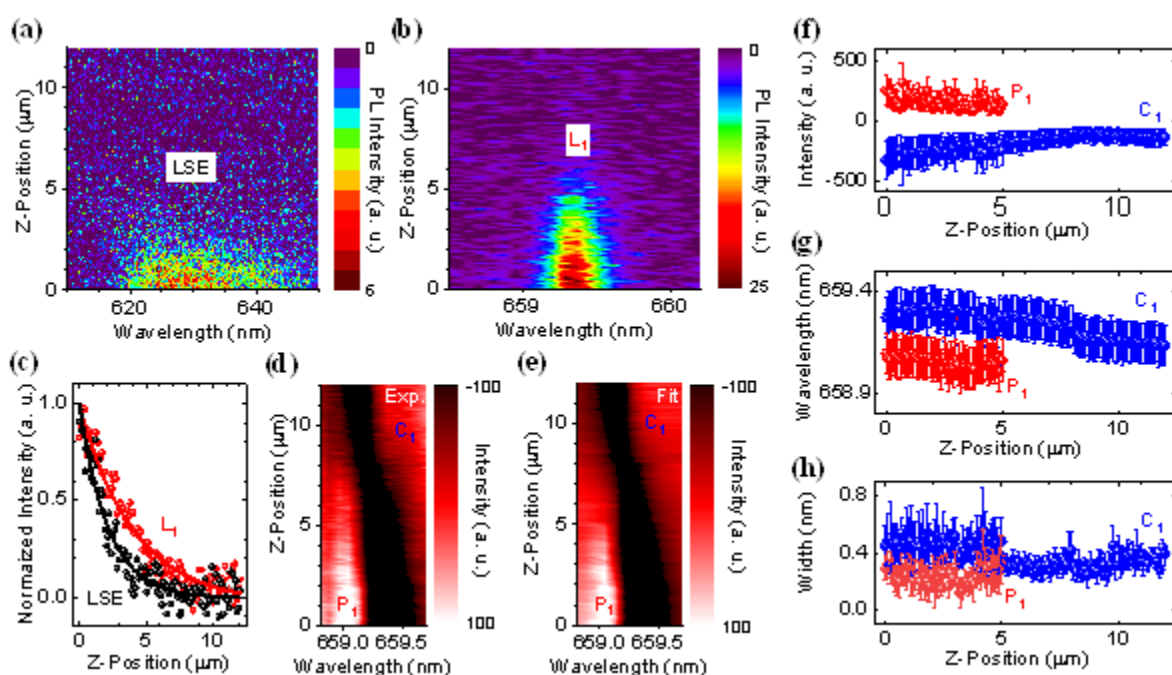 (a)
Z-Position (µm)
10
5
0
LSE
620 640
Wavelength (nm)
0
PL Intensity (a. u.)
6
(b)
Z-Position (µm)
10
5
0
L1
659 660
Wavelength (nm)
0
PL Intensity (a. u.)
25
(c)
Normalized Intensity (a. u.)
1.0
0.5
0.0
L1
LSE
0 5 10
Z-Position (µm)
(d)
Z-Position (µm)
10
5
0
Exp.
C1
P1
659.0 659.5
Wavelength (nm)
-100
Intensity (a. u.)
100
(e)
Z-Position (µm)
10
5
0
Fit
C1
P1
659.0 659.5
Wavelength (nm)
-100
Intensity (a. u.)
100
(f)
Intensity (a. u.)
500
0
-500
P1
C1
0 5 10
Z-Position (µm)
(g)
Wavelength (nm)
659.4
658.9
C1
P1
0 5 10
Z-Position (µm)
(h)
Width (nm)
0.8
0.4
0.0
C1
P1
0 5 10
Z-Position (µm)